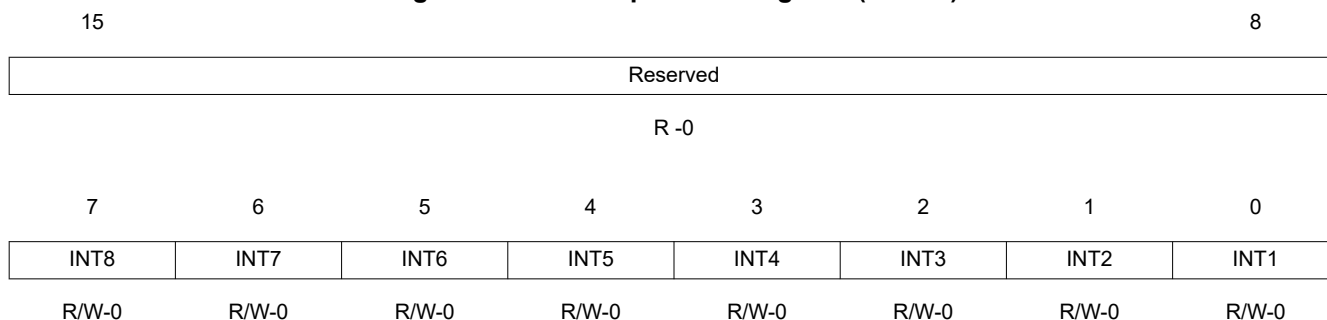 15 8
Reserved
R -0
7 6 5 4 3 2 1 0
INT8 INT7 INT6 INT5 INT4 INT3 INT2 INT1
R/W-0 R/W-0 R/W-0 R/W-0 R/W-0 R/W-0 R/W-0 R/W-0